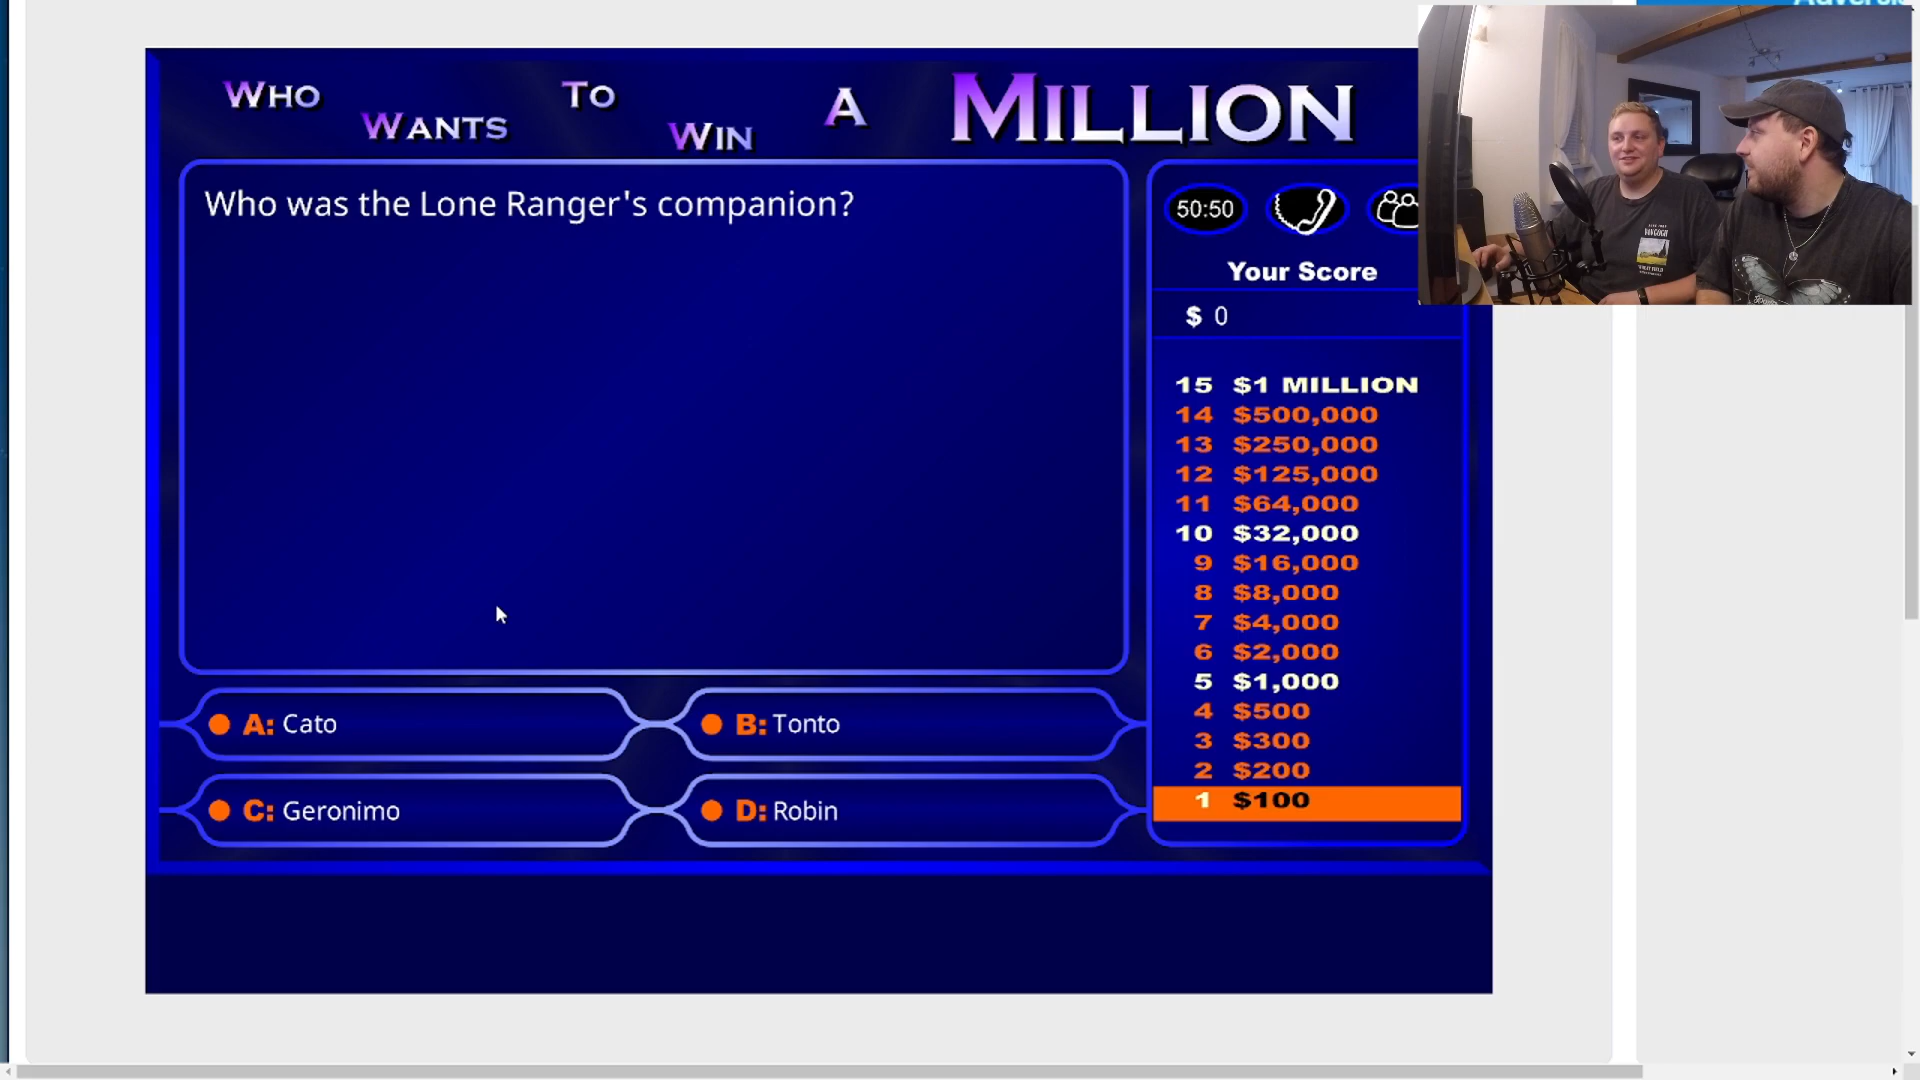 WHO WANTS TO WIN A MILLION
Who was the Lone Ranger's companion?
50:50
Your Score
$ 0
15 $1 MILLION
14 $500,000
13 $250,000
12 $125,000
11 $64,000
10 $32,000
9 $16,000
8 $8,000
7 $4,000
6 $2,000
5 $1,000
4 $500
3 $300
2 $200
1 $100
A: Cato
B: Tonto
C: Geronimo
D: Robin